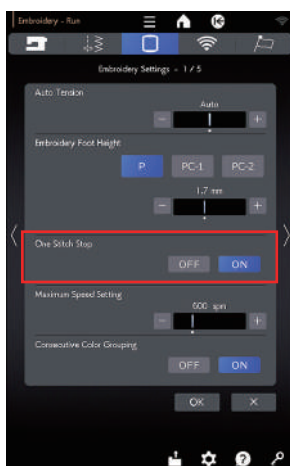 Embroidery - Run
Embroidery Settings - 1 / 5
Auto Tension
Auto
− +
Embroidery Foot Height
P PC-1 PC-2
1.7 mm
− +
One Stitch Stop
OFF ON
Maximum Speed Setting
600 spm
− +
Consecutive Color Grouping
OFF ON
OK ×
?